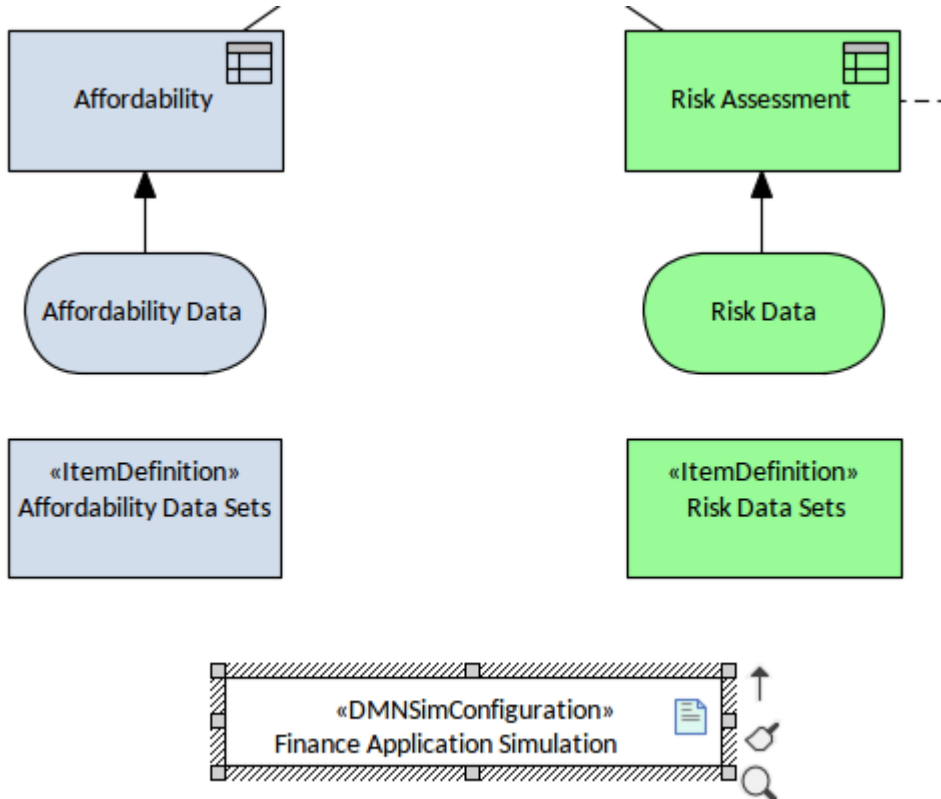 Affordability
Risk Assessment
Affordability Data
Risk Data
«ItemDefinition»
Affordability Data Sets
«ItemDefinition»
Risk Data Sets
«DMNSimConfiguration»
Finance Application Simulation